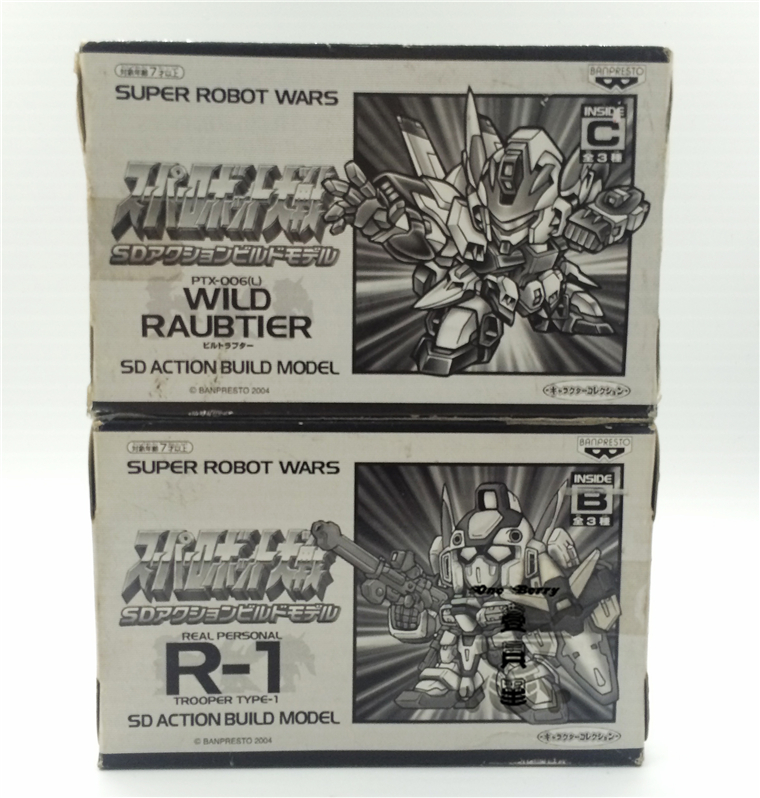 対象年齢7才以上
BANPRESTO
SUPER ROBOT WARS
INSIDE
C
全3種
スーパーロボット大戦
SDアクションビルドモデル
PTX-006(L)
WILD
RAUBTIER
ビルトラプター
SD ACTION BUILD MODEL
© BANPRESTO 2004
キャラクターコレクション
対象年齢7才以上
BANPRESTO
SUPER ROBOT WARS
INSIDE
B
全3種
スーパーロボット大戦
SDアクションビルドモデル
One Berry
REAL PERSONAL
R-1
TROOPER TYPE-1
SD ACTION BUILD MODEL
© BANPRESTO 2004
キャラクターコレクション